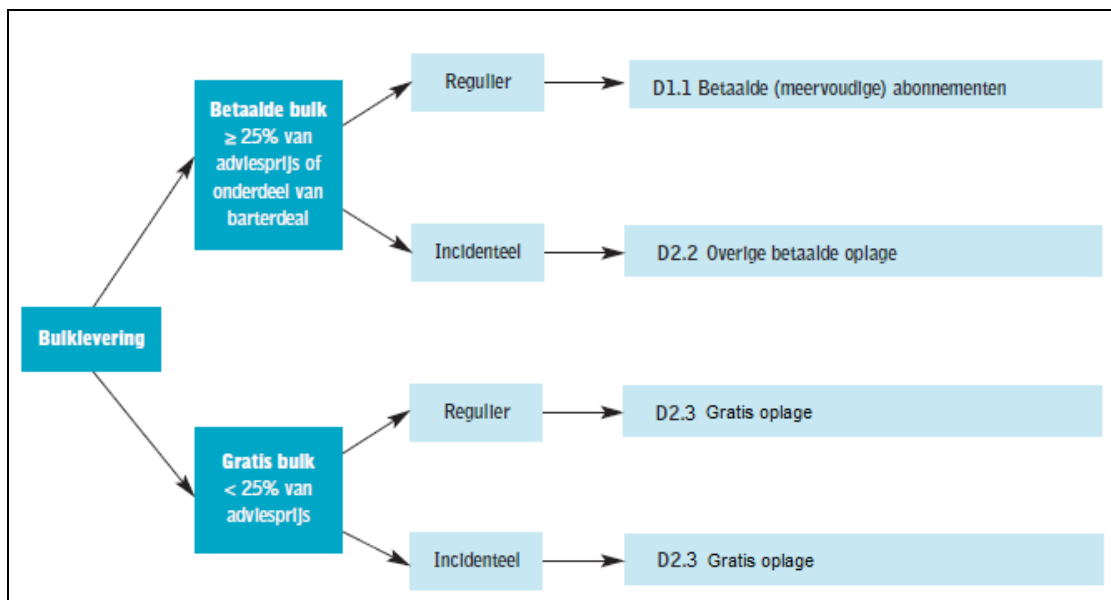 Regulier
D1.1 Betaalde (meervoudige) abonnementen
Betaalde bulk
≥ 25% van
adviesprijs of
onderdeel van
barterdeal
Incidenteel
D2.2 Overige betaalde oplage
Bulklevering
Regulier
D2.3 Gratis oplage
Gratis bulk
< 25% van
adviesprijs
Incidenteel
D2.3 Gratis oplage